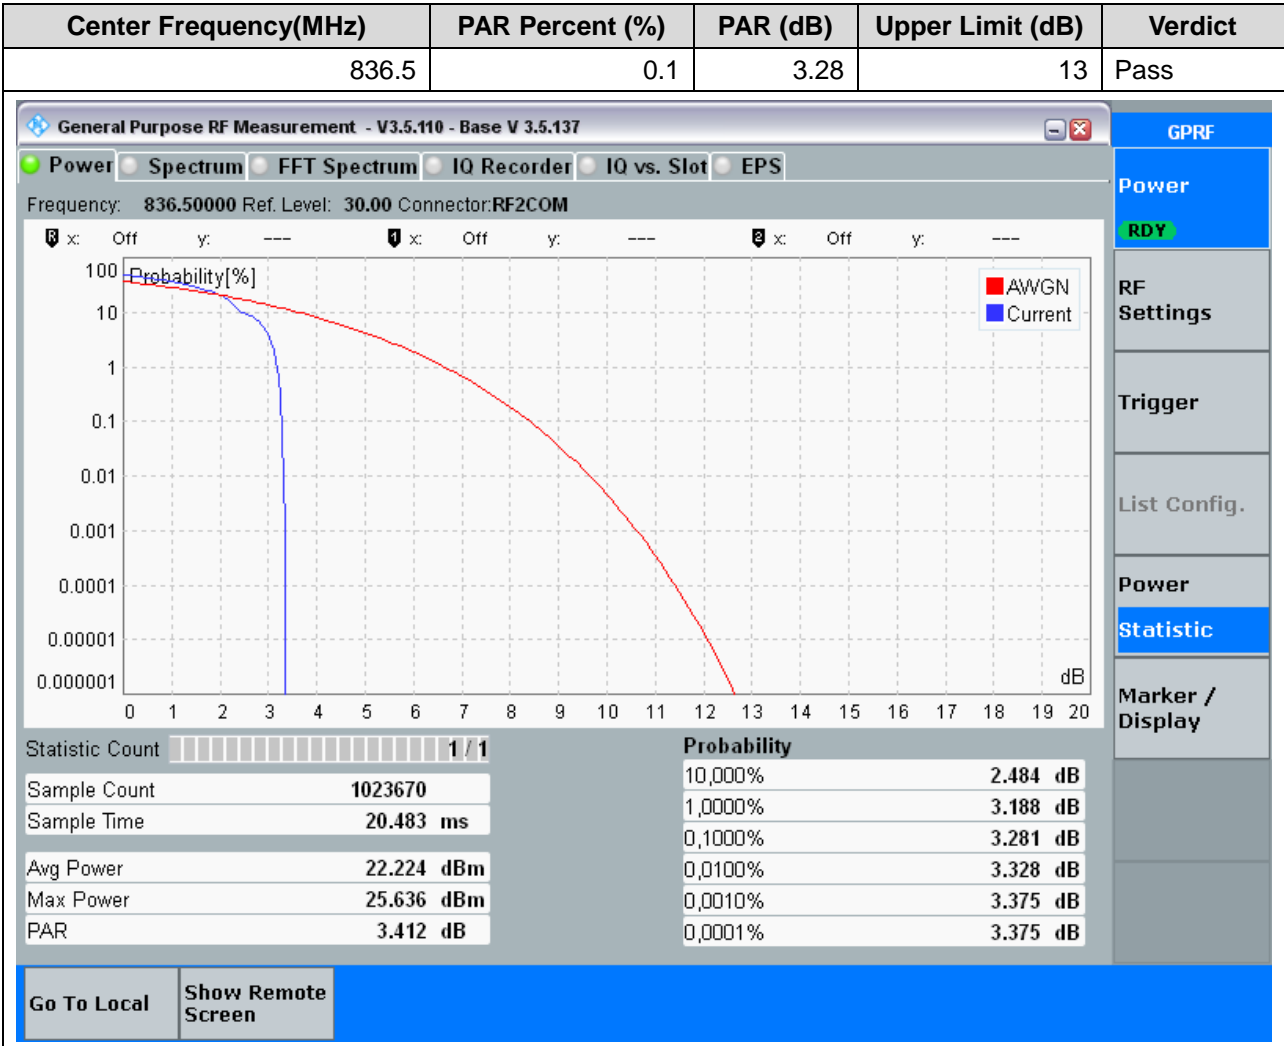 Center Frequency(MHz) PAR Percent (%) PAR (dB) Upper Limit (dB) Verdict
836.5 0.1 3.28 13 Pass
General Purpose RF Measurement - V3.5.110 - Base V 3.5.137
GPRF
Power Spectrum FFT Spectrum IQ Recorder IQ vs. Slot EPS
Frequency: 836.50000 Ref. Level: 30.00 Connector:RF2COM
R x: Off y: --- 1 x: Off y: --- 2 x: Off y: ---
Probability[%]
AWGN
Current
100
10
1
0.1
0.01
0.001
0.0001
0.00001
0.000001
dB
0 1 2 3 4 5 6 7 8 9 10 11 12 13 14 15 16 17 18 19 20
Statistic Count 1 / 1
Sample Count 1023670
Sample Time 20.483 ms
Avg Power 22.224 dBm
Max Power 25.636 dBm
PAR 3.412 dB
Probability
10,000% 2.484 dB
1,0000% 3.188 dB
0,1000% 3.281 dB
0,0100% 3.328 dB
0,0010% 3.375 dB
0,0001% 3.375 dB
Power
RDY
RF
Settings
Trigger
List Config.
Power
Statistic
Marker /
Display
Go To Local
Show Remote
Screen